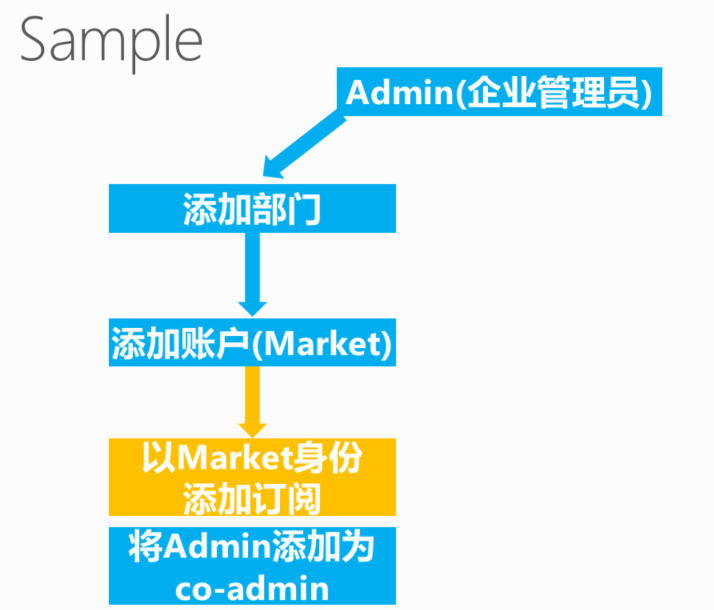 Sample
Admin(企业管理员)
添加部门
添加账户(Market)
以Market身份
添加订阅
将Admin添加为
co-admin